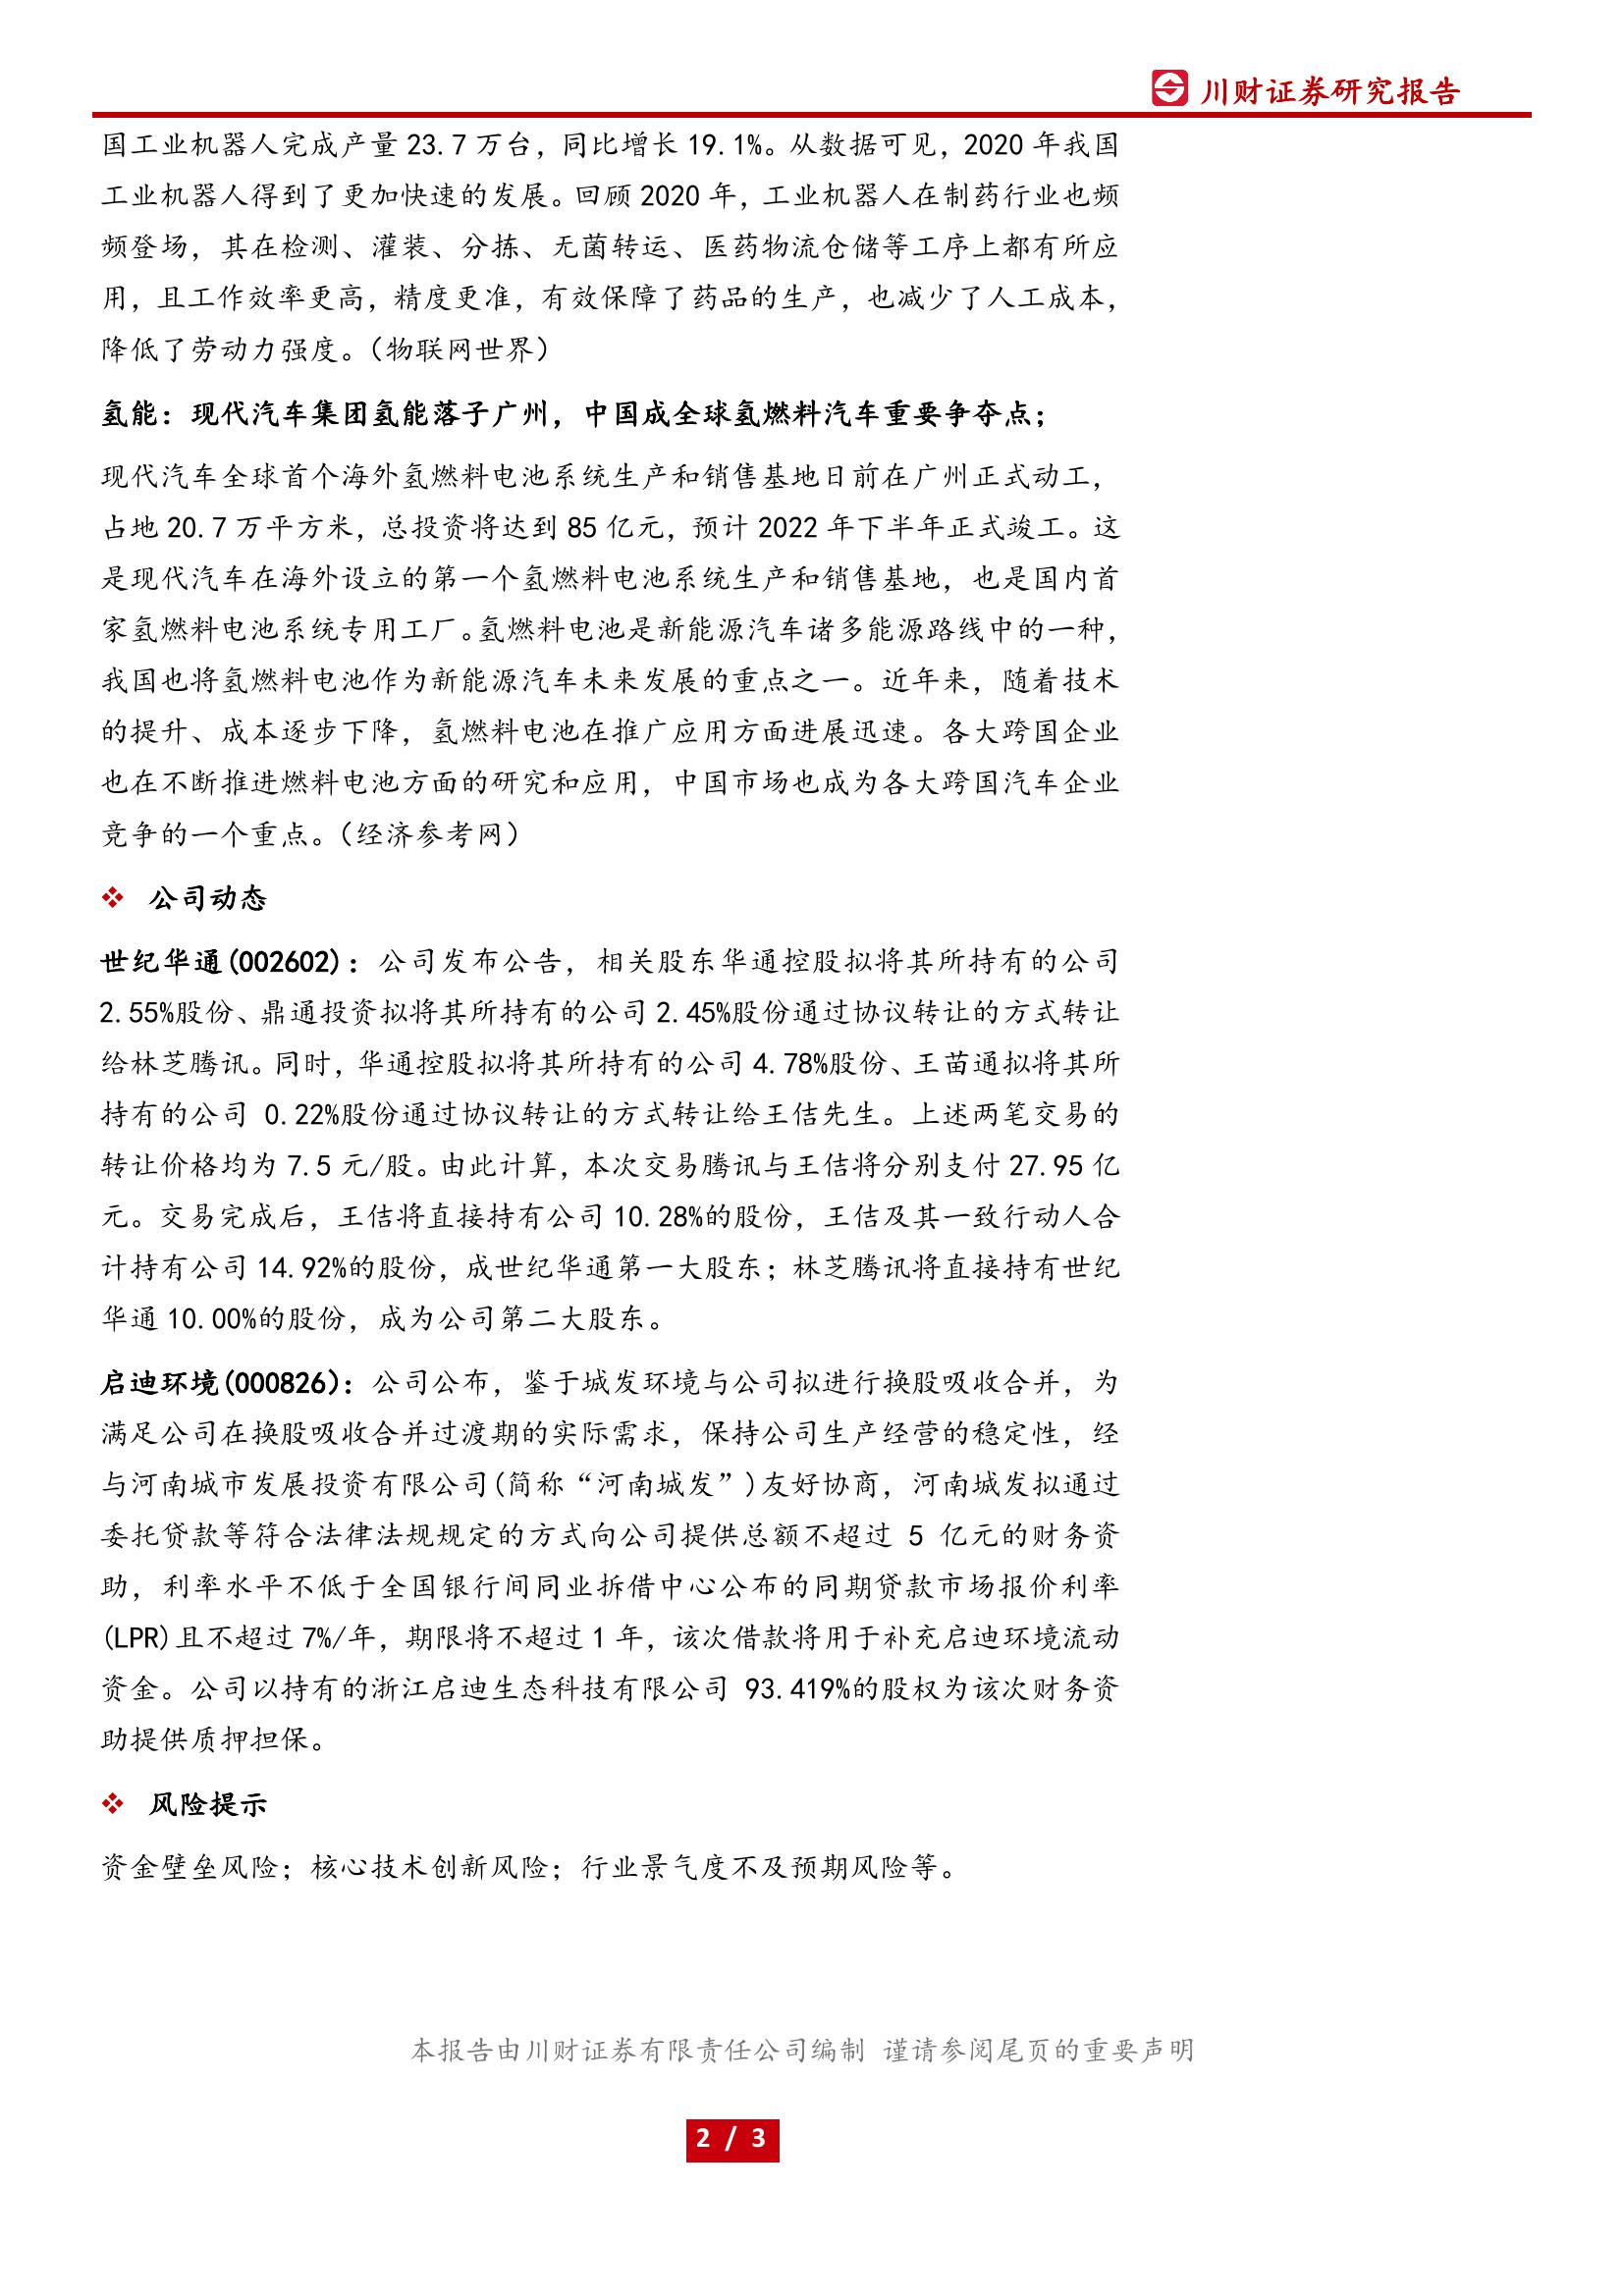 川财证券研究报告
国工业机器人完成产量 23.7 万台，同比增长 19.1%。从数据可见，2020 年我国
工业机器人得到了更加快速的发展。回顾 2020 年，工业机器人在制药行业也频
频登场，其在检测、灌装、分拣、无菌转运、医药物流仓储等工序上都有所应
用，且工作效率更高，精度更准，有效保障了药品的生产，也减少了人工成本，
降低了劳动力强度。（物联网世界）
氢能：现代汽车集团氢能落子广州，中国成全球氢燃料汽车重要争夺点；
现代汽车全球首个海外氢燃料电池系统生产和销售基地日前在广州正式动工，
占地 20.7 万平方米，总投资将达到 85 亿元，预计 2022 年下半年正式竣工。这
是现代汽车在海外设立的第一个氢燃料电池系统生产和销售基地，也是国内首
家氢燃料电池系统专用工厂。氢燃料电池是新能源汽车诸多能源路线中的一种，
我国也将氢燃料电池作为新能源汽车未来发展的重点之一。近年来，随着技术
的提升、成本逐步下降，氢燃料电池在推广应用方面进展迅速。各大跨国企业
也在不断推进燃料电池方面的研究和应用，中国市场也成为各大跨国汽车企业
竞争的一个重点。（经济参考网）
❖ 公司动态
世纪华通(002602)：公司发布公告，相关股东华通控股拟将其所持有的公司
2.55%股份、鼎通投资拟将其所持有的公司 2.45%股份通过协议转让的方式转让
给林芝腾讯。同时，华通控股拟将其所持有的公司 4.78%股份、王苗通拟将其所
持有的公司 0.22%股份通过协议转让的方式转让给王佶先生。上述两笔交易的
转让价格均为 7.5 元/股。由此计算，本次交易腾讯与王佶将分别支付 27.95 亿
元。交易完成后，王佶将直接持有公司 10.28%的股份，王佶及其一致行动人合
计持有公司 14.92%的股份，成世纪华通第一大股东；林芝腾讯将直接持有世纪
华通 10.00%的股份，成为公司第二大股东。
启迪环境(000826)：公司公布，鉴于城发环境与公司拟进行换股吸收合并，为
满足公司在换股吸收合并过渡期的实际需求，保持公司生产经营的稳定性，经
与河南城市发展投资有限公司(简称“河南城发”)友好协商，河南城发拟通过
委托贷款等符合法律法规规定的方式向公司提供总额不超过 5 亿元的财务资
助，利率水平不低于全国银行间同业拆借中心公布的同期贷款市场报价利率
(LPR)且不超过 7%/年，期限将不超过 1 年，该次借款将用于补充启迪环境流动
资金。公司以持有的浙江启迪生态科技有限公司 93.419%的股权为该次财务资
助提供质押担保。
❖ 风险提示
资金壁垒风险；核心技术创新风险；行业景气度不及预期风险等。
本报告由川财证券有限责任公司编制 谨请参阅尾页的重要声明
2 / 3